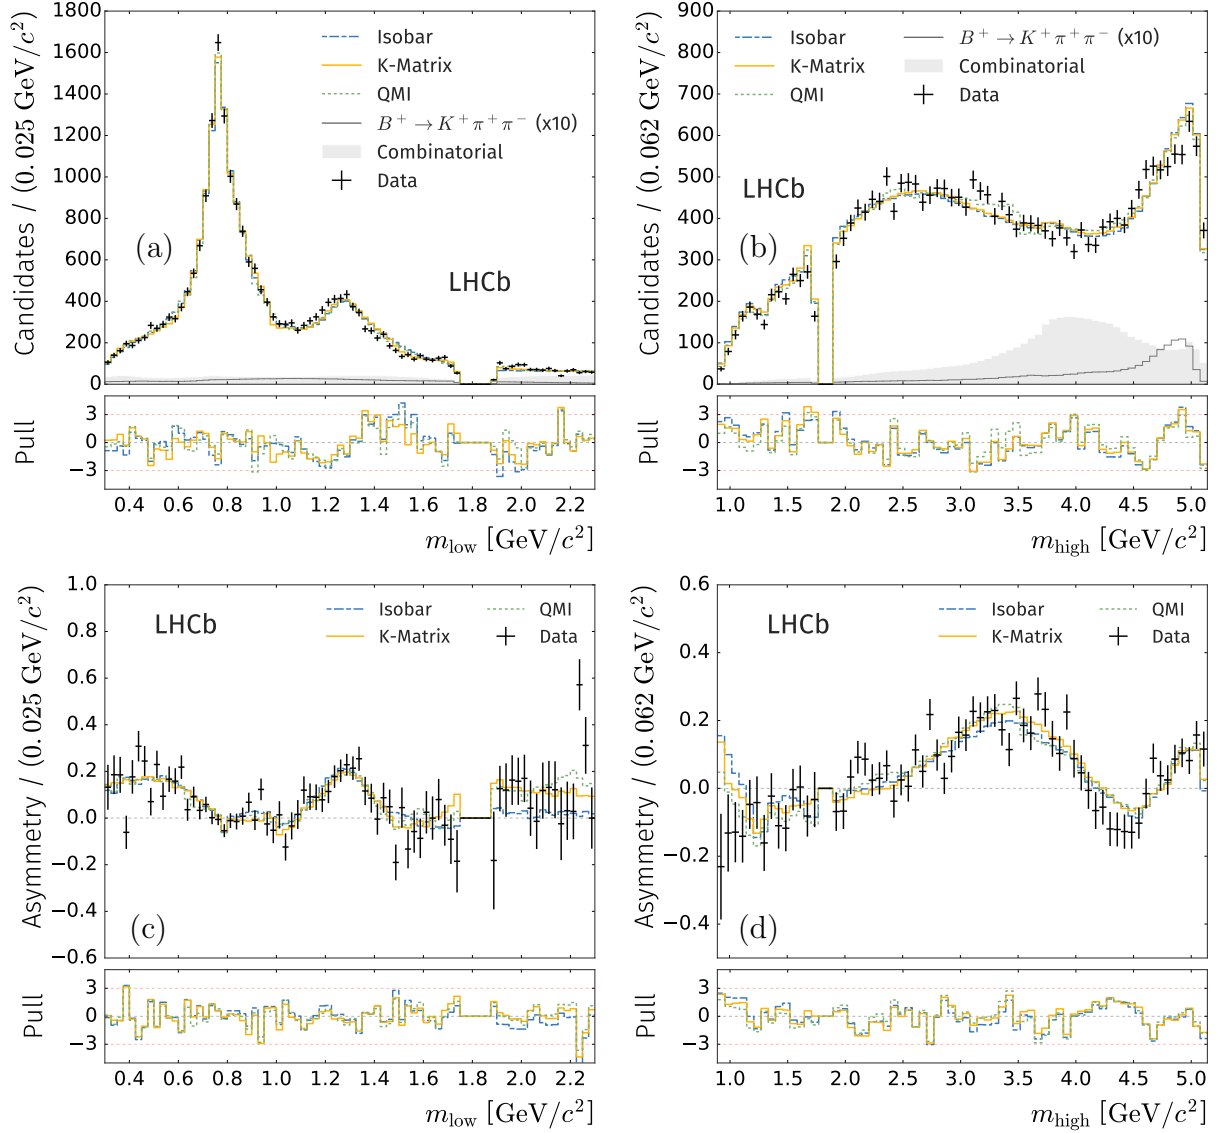 1800
1600
1400
1200
1000
800
600
400
200
0
Candidates / (0.025 GeV/c²)
Isobar
K-Matrix
QMI
B⁺ → K⁺π⁺π⁻ (x10)
Combinatorial
Data
(a)
LHCb
3
0
−3
Pull
0.4 0.6 0.8 1.0 1.2 1.4 1.6 1.8 2.0 2.2
m_low [GeV/c²]
900
800
700
600
500
400
300
200
100
0
Candidates / (0.062 GeV/c²)
Isobar
K-Matrix
QMI
B⁺ → K⁺π⁺π⁻ (x10)
Combinatorial
Data
LHCb
(b)
3
0
−3
Pull
1.0 1.5 2.0 2.5 3.0 3.5 4.0 4.5 5.0
m_high [GeV/c²]
1.0
0.8
0.6
0.4
0.2
0.0
−0.2
−0.4
−0.6
Asymmetry / (0.025 GeV/c²)
LHCb
Isobar
K-Matrix
QMI
Data
(c)
3
0
−3
Pull
0.4 0.6 0.8 1.0 1.2 1.4 1.6 1.8 2.0 2.2
m_low [GeV/c²]
0.6
0.4
0.2
0.0
−0.2
−0.4
Asymmetry / (0.062 GeV/c²)
LHCb
Isobar
K-Matrix
QMI
Data
(d)
3
0
−3
Pull
1.0 1.5 2.0 2.5 3.0 3.5 4.0 4.5 5.0
m_high [GeV/c²]